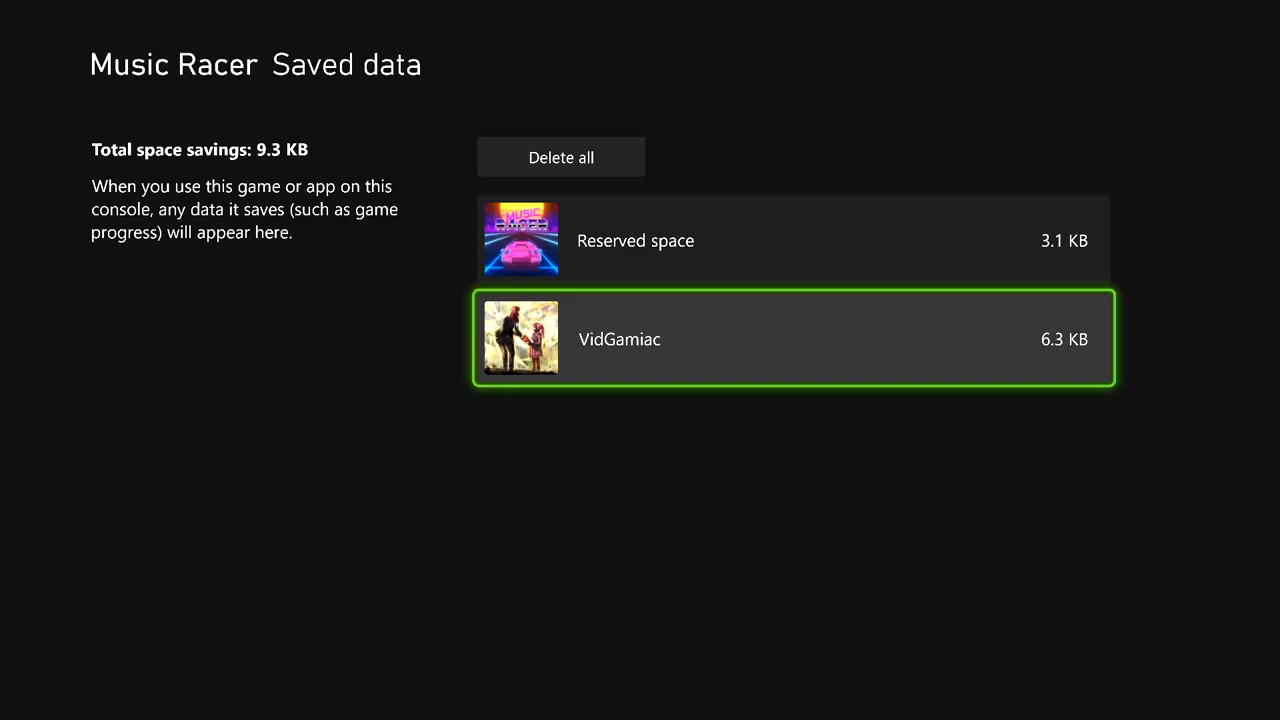 Music Racer Saved data
Total space savings: 9.3 KB
When you use this game or app on this
console, any data it saves (such as game
progress) will appear here.
Delete all
MUSIC
RACER
Reserved space 3.1 KB
VidGamiac 6.3 KB